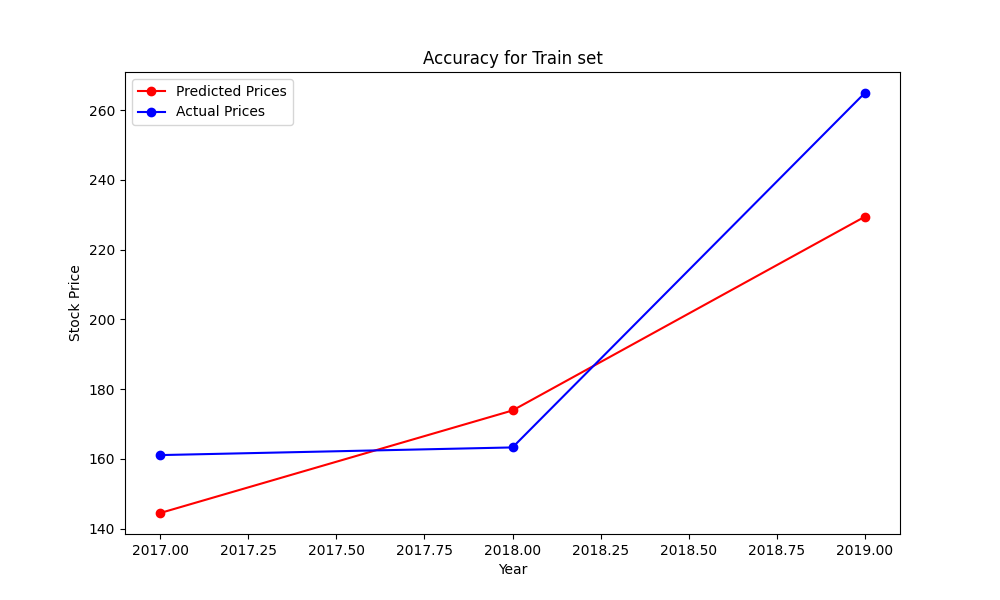 Accuracy for Train set
Predicted Prices
Actual Prices
260
240
220
200
180
160
140
Stock Price
2017.00 2017.25 2017.50 2017.75 2018.00 2018.25 2018.50 2018.75 2019.00
Year